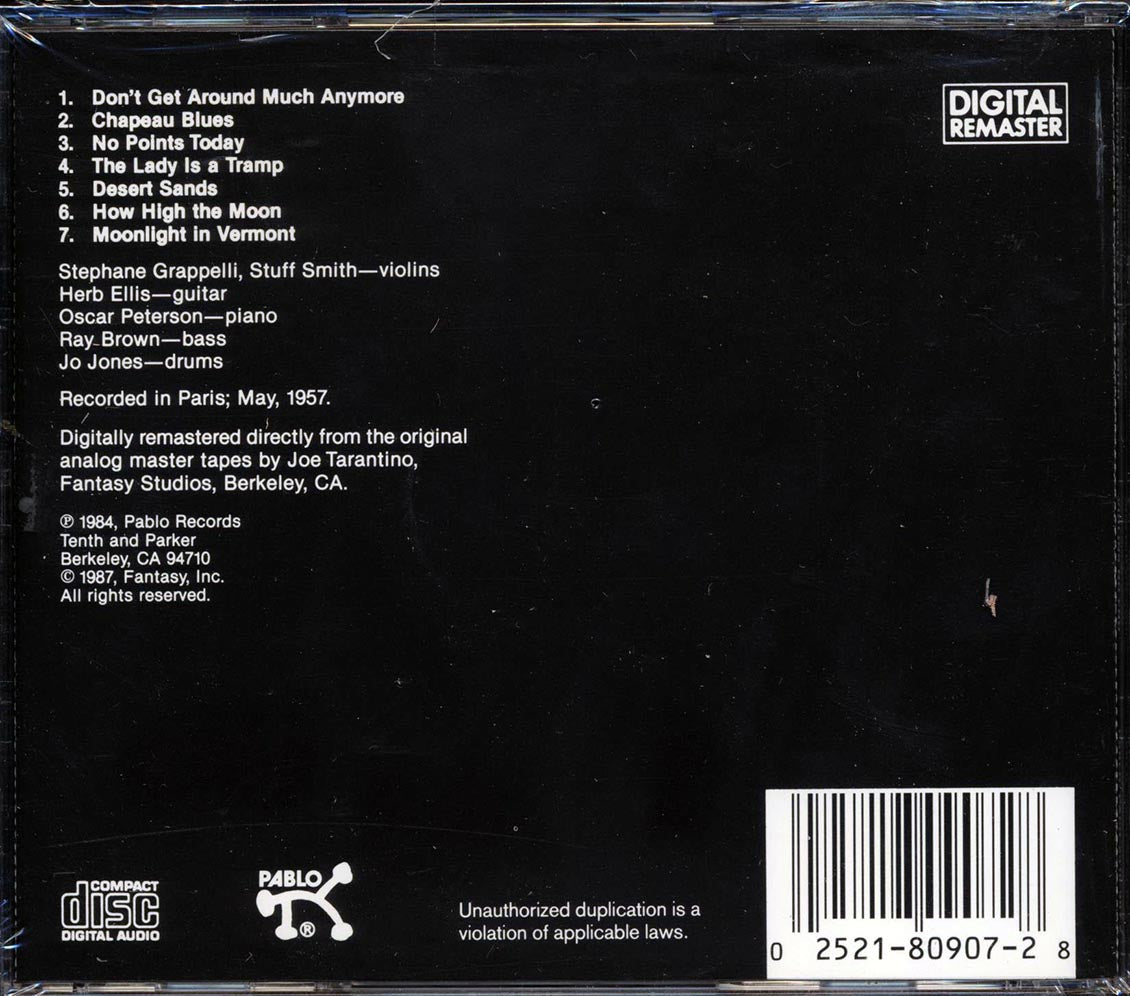 1. Don't Get Around Much Anymore
2. Chapeau Blues
3. No Points Today
4. The Lady Is a Tramp
5. Desert Sands
6. How High the Moon
7. Moonlight in Vermont
DIGITAL
REMASTER
Stephane Grappelli, Stuff Smith—violins
Herb Ellis—guitar
Oscar Peterson—piano
Ray Brown—bass
Jo Jones—drums
Recorded in Paris; May, 1957.
Digitally remastered directly from the original
analog master tapes by Joe Tarantino,
Fantasy Studios, Berkeley, CA.
℗ 1984, Pablo Records
Tenth and Parker
Berkeley, CA 94710
© 1987, Fantasy, Inc.
All rights reserved.
COMPACT
disc
DIGITAL AUDIO
PABLO
®
Unauthorized duplication is a
violation of applicable laws.
0 2521-80907-2 8